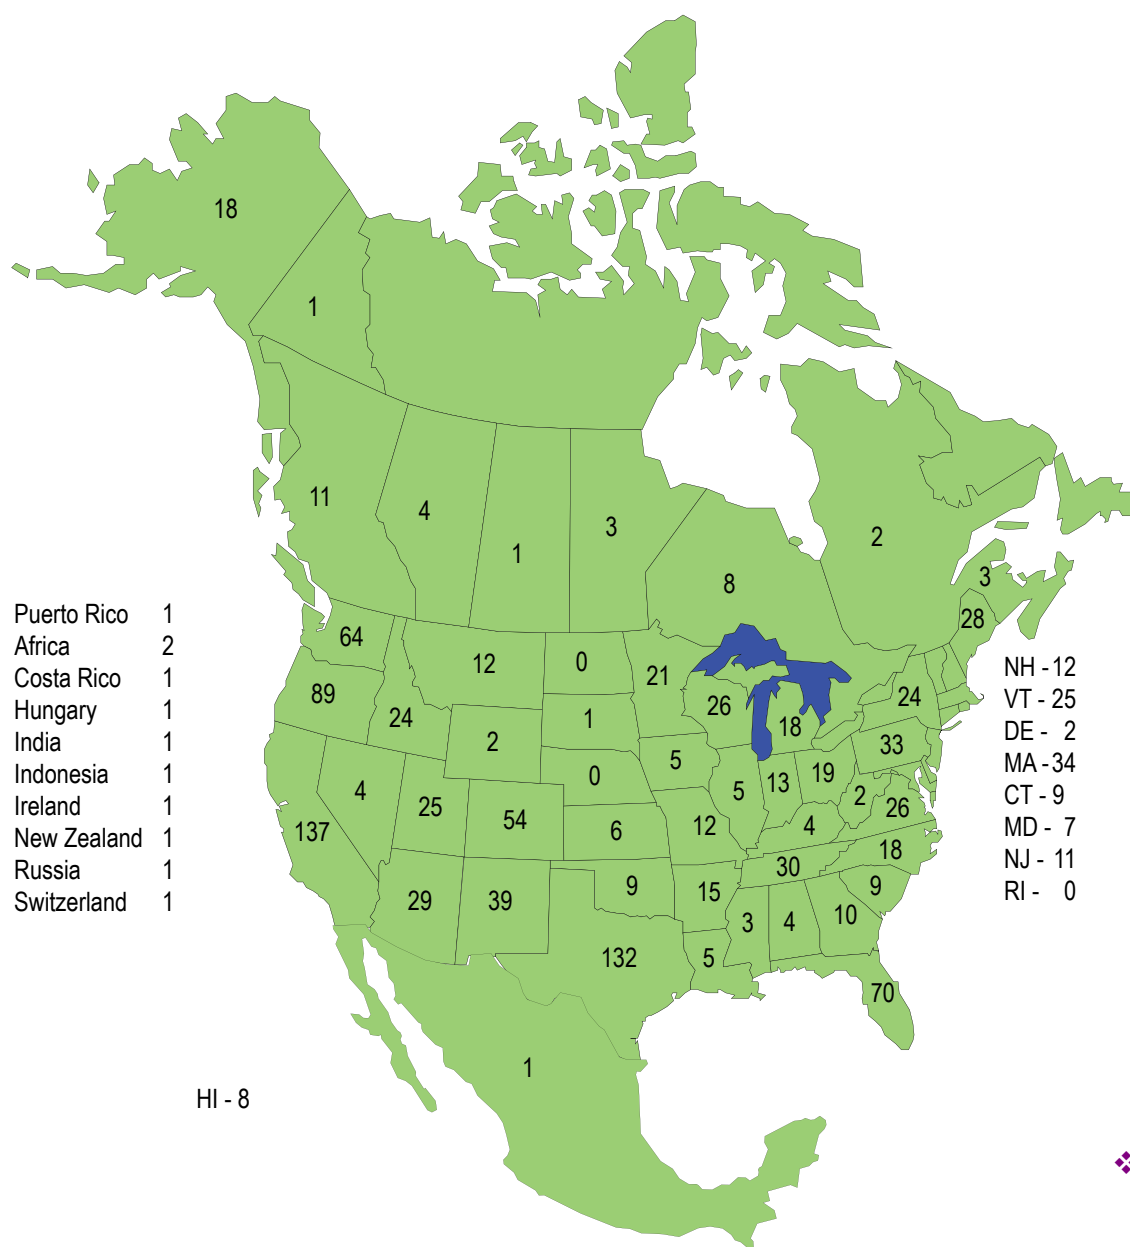 18
1
11
4
3
1
2
8
3
28
Puerto Rico 1
Africa 2
Costa Rico 1
Hungary 1
India 1
Indonesia 1
Ireland 1
New Zealand 1
Russia 1
Switzerland 1
64
12
0
21
89
24
1
26
18
24
2
33
5
0
19
13
4
25
5
2
26
54
137
6
12
4
18
30
29
39
9
15
9
3
4
10
132
5
70
1
NH - 12
VT - 25
DE - 2
MA - 34
CT - 9
MD - 7
NJ - 11
RI - 0
HI - 8